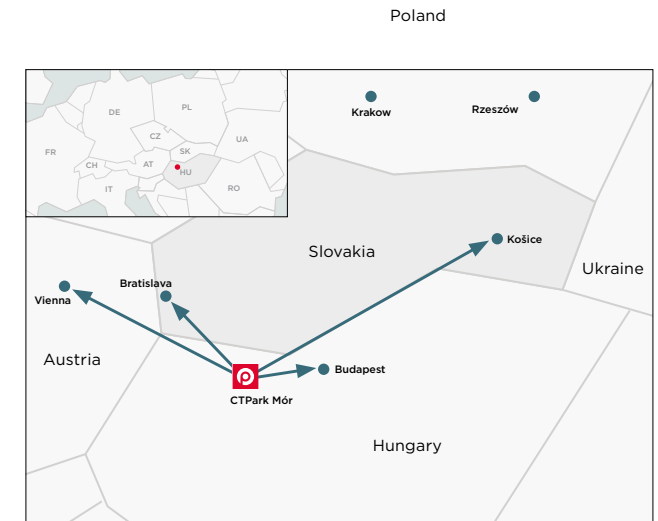 Poland
DE
PL
CZ
UA
FR
SK
CH
AT
HU
IT
RO
Krakow
Rzeszów
Slovakia
Košice
Ukraine
Bratislava
Vienna
Austria
Budapest
CTPark Mór
Hungary